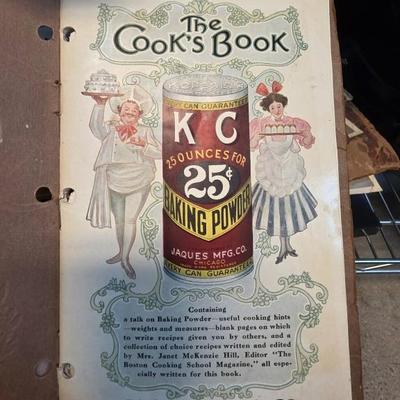 The
Cook's Book
EVERY CAN GUARANTEED
K C
25 OUNCES FOR
25¢
BAKING POWDER
JAQUES MFG. CO.
CHICAGO
EVERY CAN GUARANTEED
Containing
a talk on Baking Powder—useful cooking hints
—weights and measures—blank pages on which
to write recipes given you by others, and a
collection of choice recipes written and edited
by Mrs. Janet McKenzie Hill, Editor "The
Boston Cooking School Magazine," all espe-
cially written for this book.